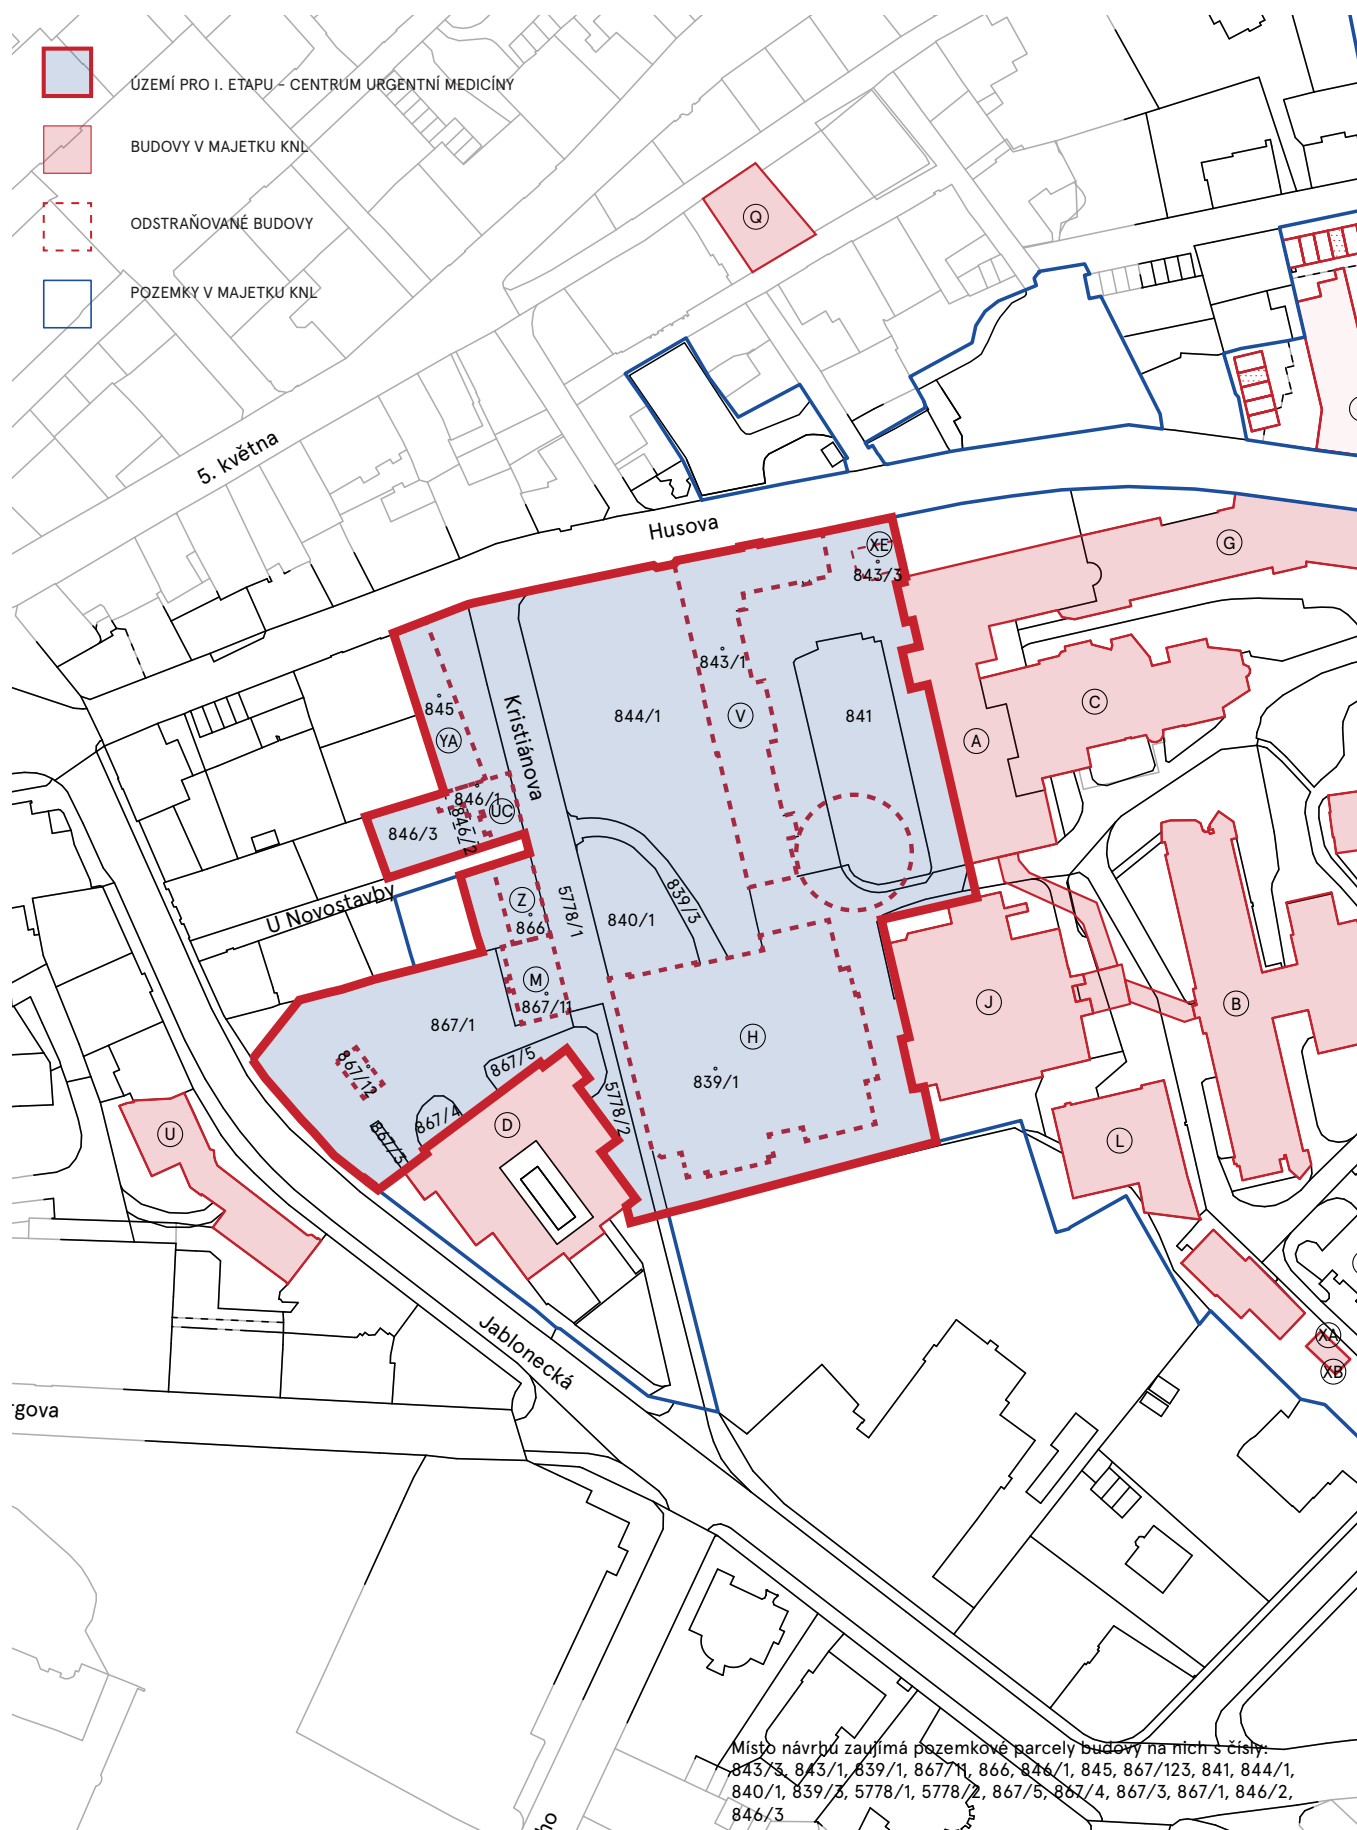 ÚZEMÍ PRO I. ETAPU - CENTRUM URGENTNÍ MEDICÍNY
BUDOVY V MAJETKU KNL
ODSTRAŇOVANÉ BUDOVY
POZEMKY V MAJETKU KNL
Q
5. května
Husova
XE
843/3
G
843/1
845
YA
Kristiánova
844/1
V
841
A
C
846/1
ÚC
846/2
846/3
U Novostavby
Z
866
5778/1
839/3
840/1
M
867/11
867/1
J
B
H
839/1
867/12
867/5
867/4
867/3
5778/2
D
U
L
Jablonecká
XA
XB
rgova
ho
Místo návrhu zaujímá pozemkové parcely budovy na nich s čísly:
843/3, 843/1, 839/1, 867/11, 866, 846/1, 845, 867/123, 841, 844/1,
840/1, 839/3, 5778/1, 5778/2, 867/5, 867/4, 867/3, 867/1, 846/2,
846/3